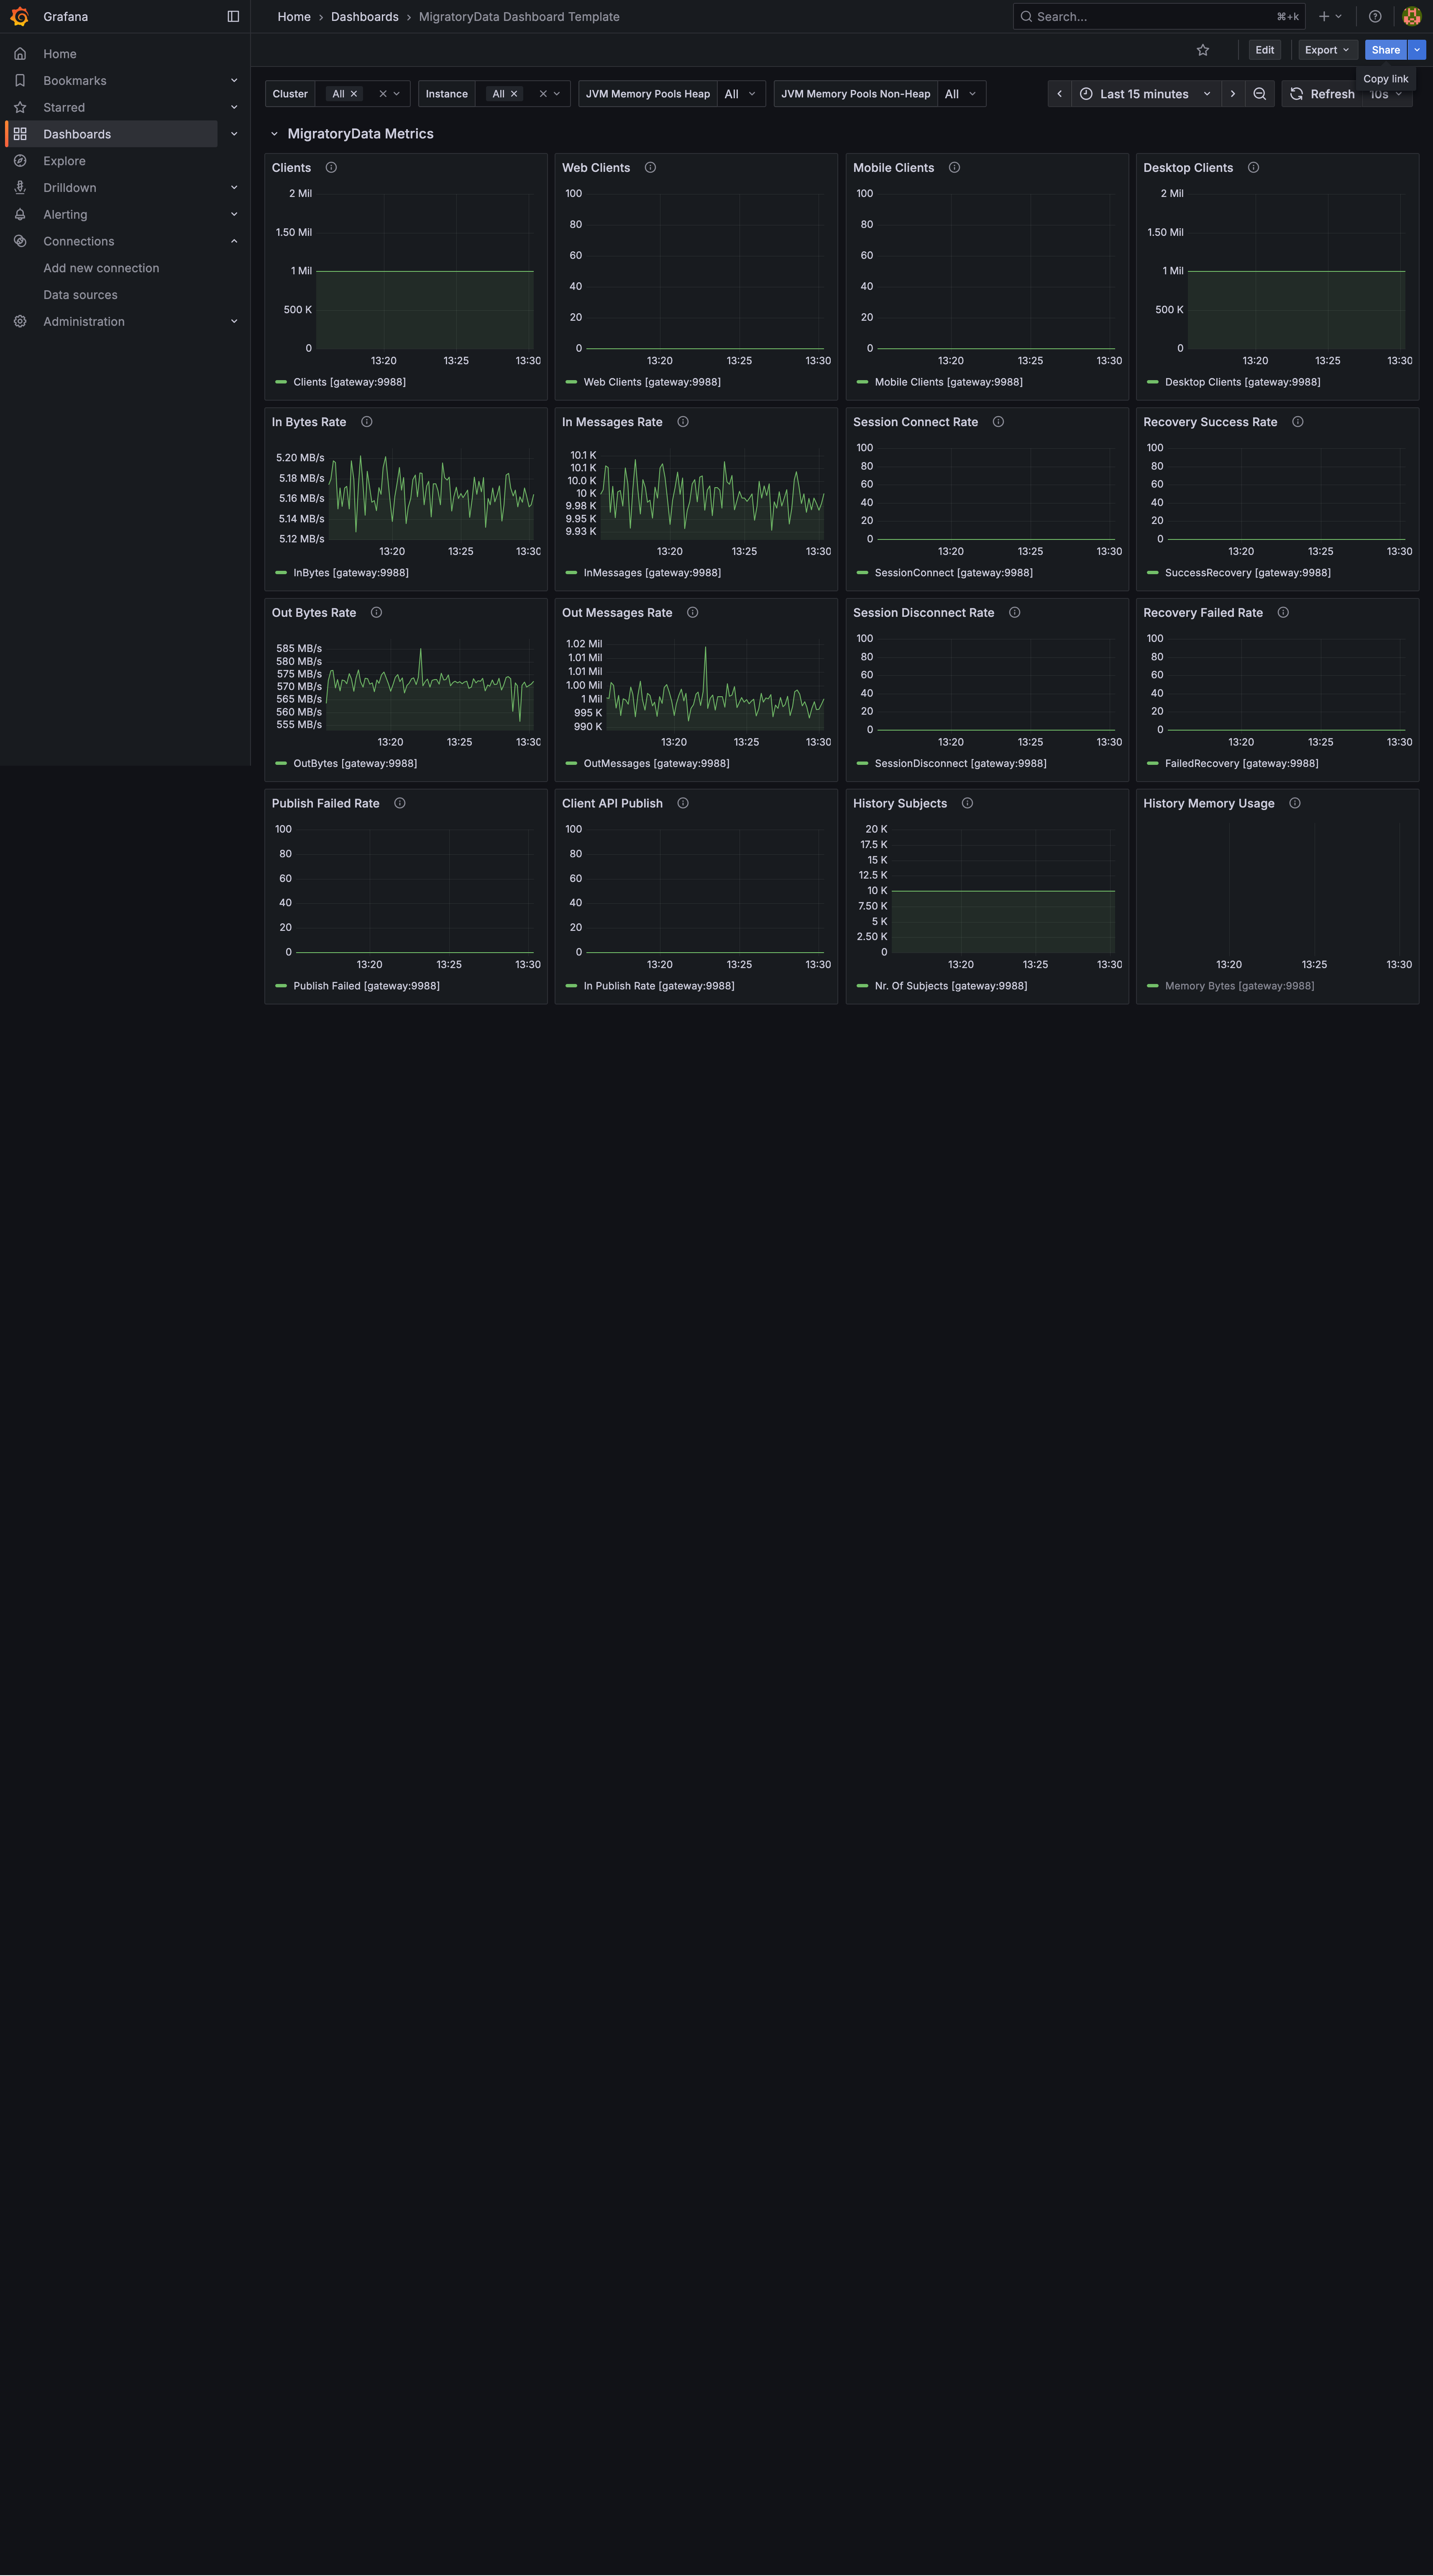 Grafana
Home › Dashboards › MigratoryData Dashboard Template
Search... ⌘+k
Home
Bookmarks
Starred
Dashboards
Explore
Drilldown
Alerting
Connections
Add new connection
Data sources
Administration
Edit Export Share
Copy link
Cluster All Instance All JVM Memory Pools Heap All JVM Memory Pools Non-Heap All Last 15 minutes Refresh 10s
MigratoryData Metrics
Clients
2 Mil
1.50 Mil
1 Mil
500 K
0
13:20 13:25 13:30
Clients [gateway:9988]
Web Clients
100
80
60
40
20
0
13:20 13:25 13:30
Web Clients [gateway:9988]
Mobile Clients
100
80
60
40
20
0
13:20 13:25 13:30
Mobile Clients [gateway:9988]
Desktop Clients
2 Mil
1.50 Mil
1 Mil
500 K
0
13:20 13:25 13:30
Desktop Clients [gateway:9988]
In Bytes Rate
5.20 MB/s
5.18 MB/s
5.16 MB/s
5.14 MB/s
5.12 MB/s
13:20 13:25 13:30
InBytes [gateway:9988]
In Messages Rate
10.1 K
10.1 K
10.0 K
10 K
9.98 K
9.95 K
9.93 K
13:20 13:25 13:30
InMessages [gateway:9988]
Session Connect Rate
100
80
60
40
20
0
13:20 13:25 13:30
SessionConnect [gateway:9988]
Recovery Success Rate
100
80
60
40
20
0
13:20 13:25 13:30
SuccessRecovery [gateway:9988]
Out Bytes Rate
585 MB/s
580 MB/s
575 MB/s
570 MB/s
565 MB/s
560 MB/s
555 MB/s
13:20 13:25 13:30
OutBytes [gateway:9988]
Out Messages Rate
1.02 Mil
1.01 Mil
1.01 Mil
1.00 Mil
1 Mil
995 K
990 K
13:20 13:25 13:30
OutMessages [gateway:9988]
Session Disconnect Rate
100
80
60
40
20
0
13:20 13:25 13:30
SessionDisconnect [gateway:9988]
Recovery Failed Rate
100
80
60
40
20
0
13:20 13:25 13:30
FailedRecovery [gateway:9988]
Publish Failed Rate
100
80
60
40
20
0
13:20 13:25 13:30
Publish Failed [gateway:9988]
Client API Publish
100
80
60
40
20
0
13:20 13:25 13:30
In Publish Rate [gateway:9988]
History Subjects
20 K
17.5 K
15 K
12.5 K
10 K
7.50 K
5 K
2.50 K
0
13:20 13:25 13:30
Nr. Of Subjects [gateway:9988]
History Memory Usage
13:20 13:25 13:30
Memory Bytes [gateway:9988]